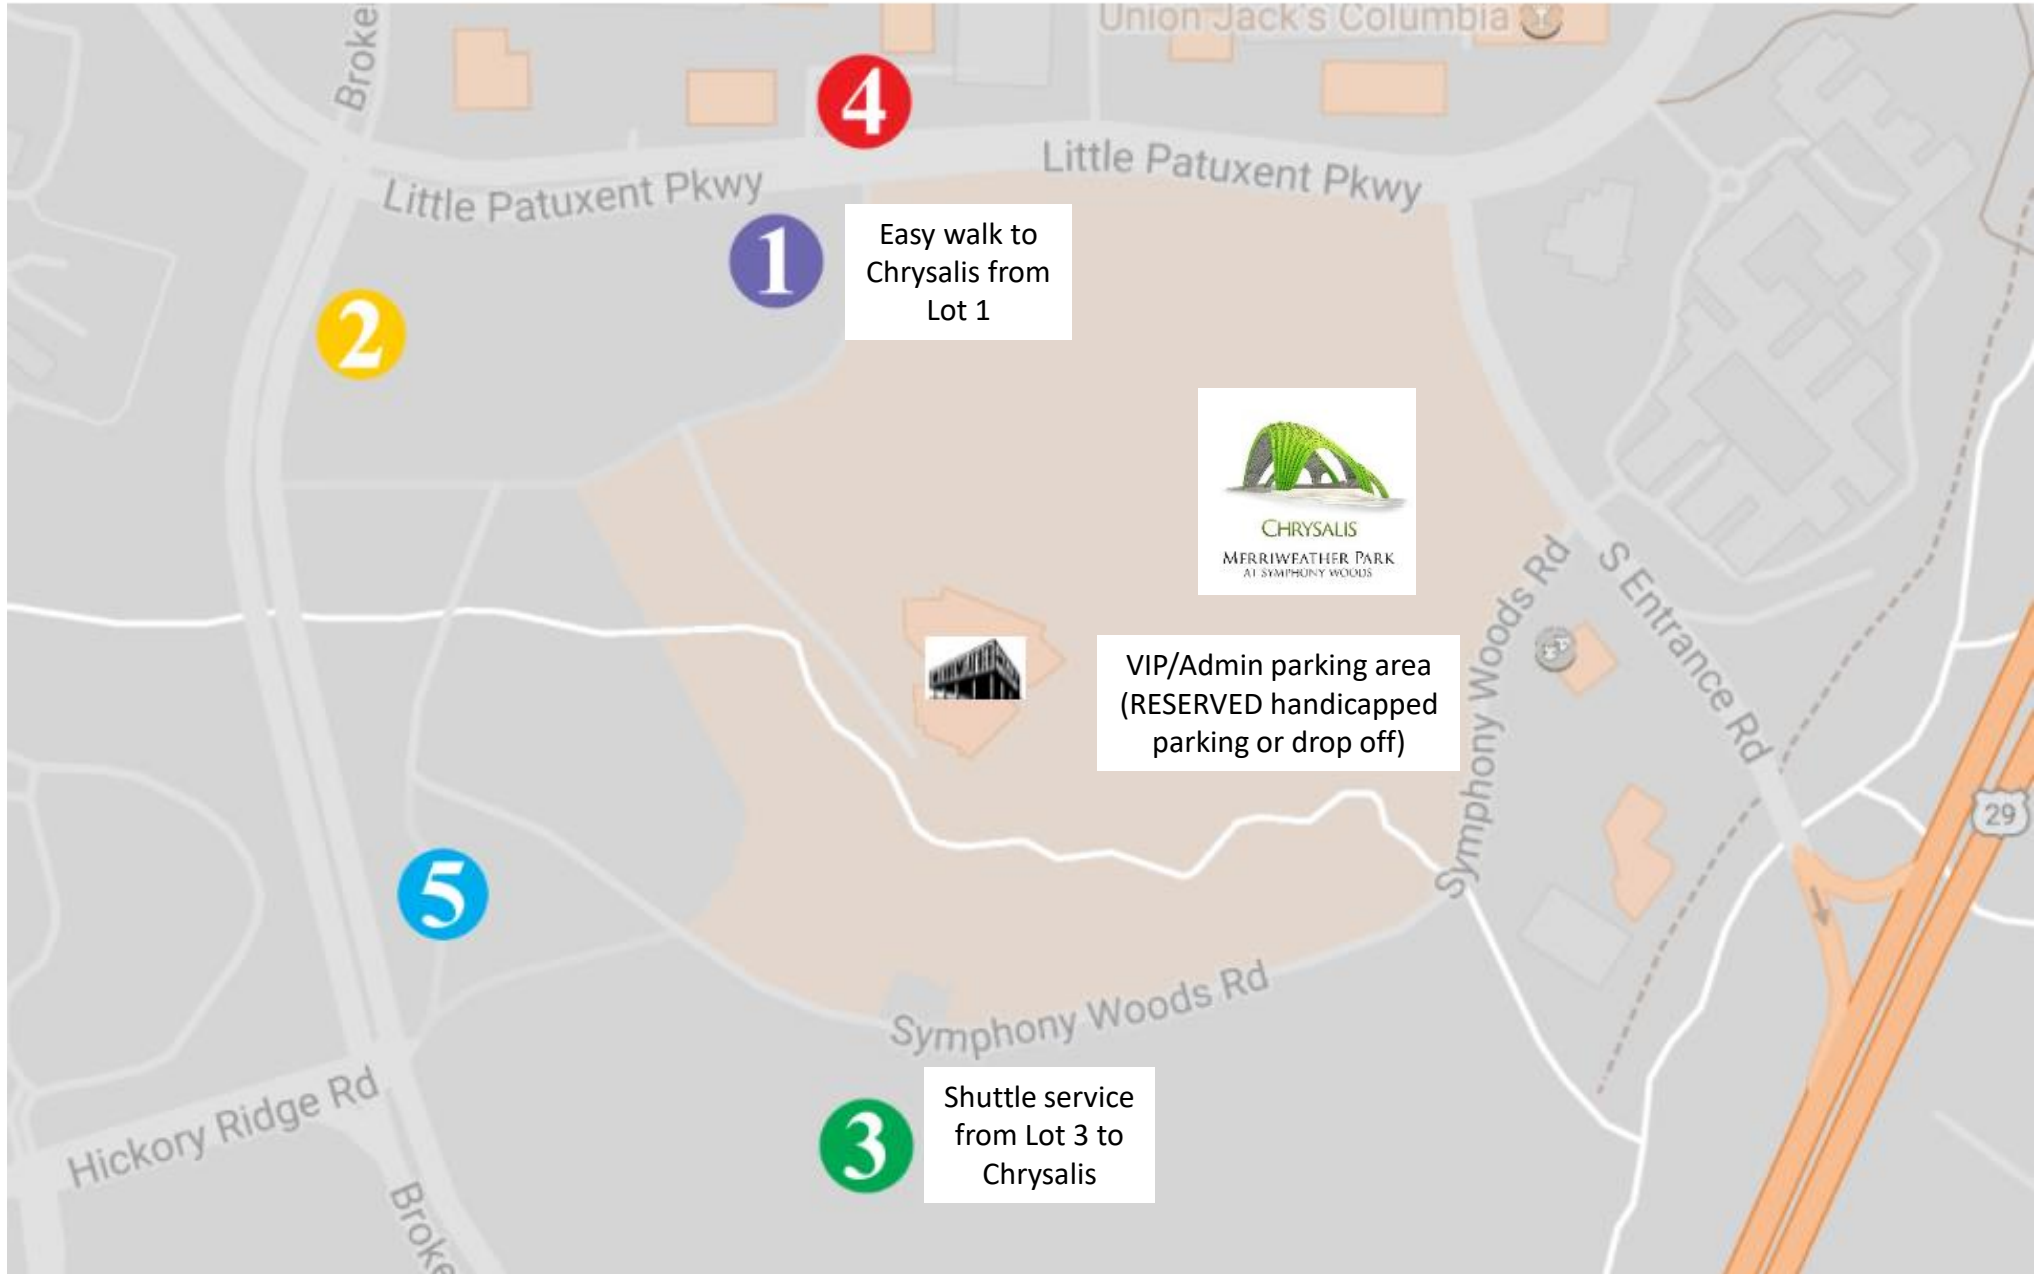 Union Jack's Columbia
Broke
4
Little Patuxent Pkwy
Little Patuxent Pkwy
1
Easy walk to
Chrysalis from
Lot 1
2
CHRYSALIS
MERRIWEATHER PARK
AT SYMPHONY WOODS
Symphony Woods Rd
S Entrance Rd
VIP/Admin parking area
(RESERVED handicapped
parking or drop off)
29
5
Symphony Woods Rd
Hickory Ridge Rd
3
Shuttle service
from Lot 3 to
Chrysalis
Broke